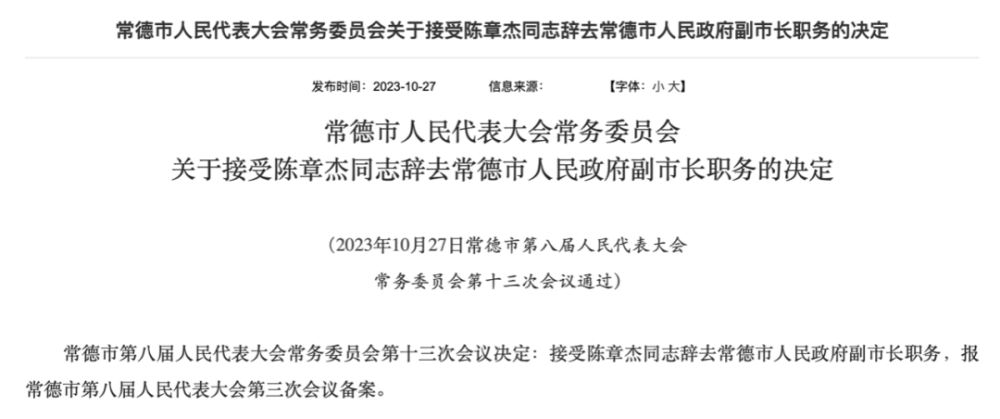 常德市人民代表大会常务委员会关于接受陈章杰同志辞去常德市人民政府副市长职务的决定
发布时间：2023-10-27 信息来源： 【字体：小 大】
常德市人民代表大会常务委员会
关于接受陈章杰同志辞去常德市人民政府副市长职务的决定
（2023年10月27日常德市第八届人民代表大会
常务委员会第十三次会议通过）
常德市第八届人民代表大会常务委员会第十三次会议决定：接受陈章杰同志辞去常德市人民政府副市长职务，报
常德市第八届人民代表大会第三次会议备案。